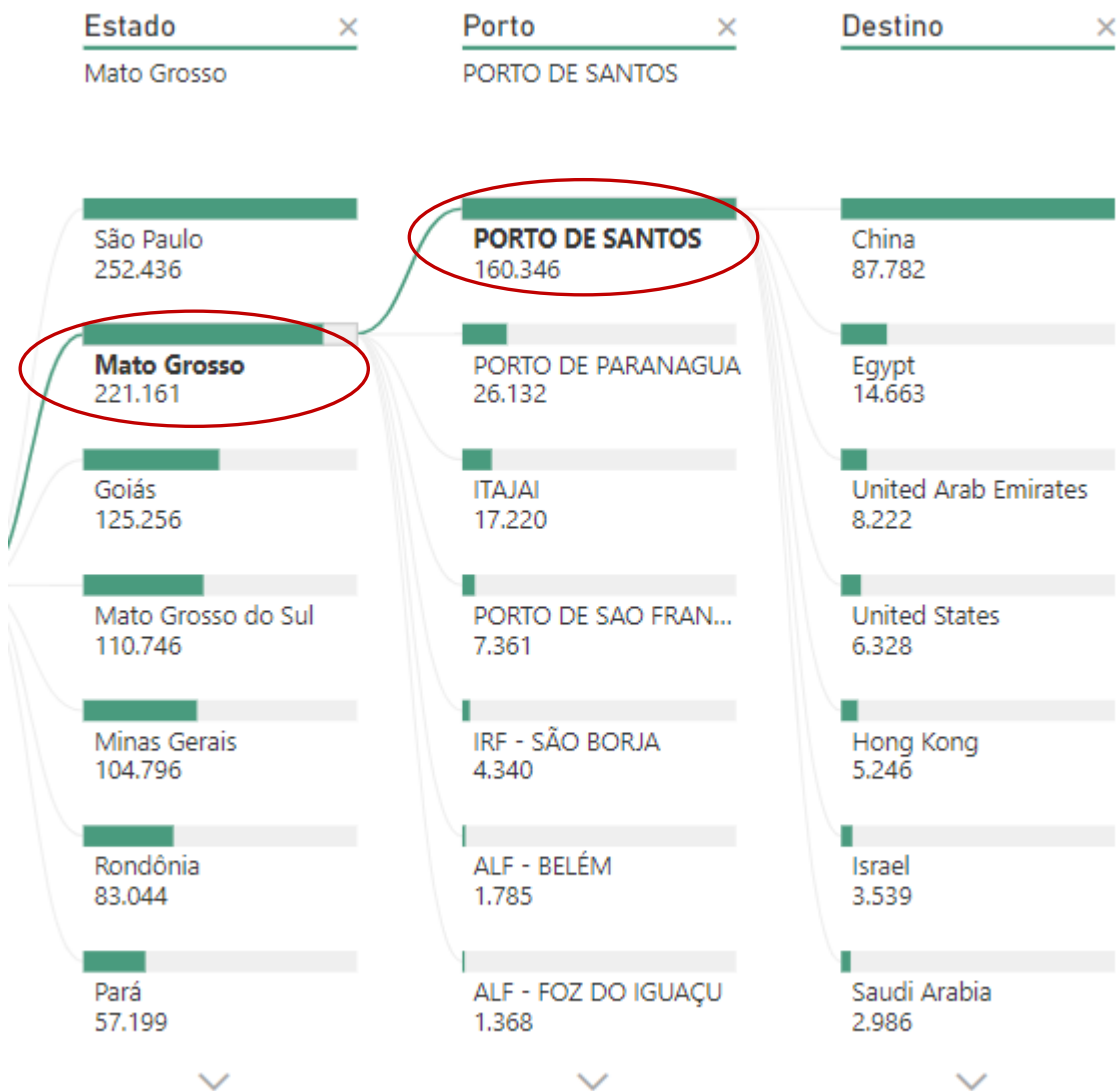 Estado ×
Mato Grosso
São Paulo
252.436
Mato Grosso
221.161
Goiás
125.256
Mato Grosso do Sul
110.746
Minas Gerais
104.796
Rondônia
83.044
Pará
57.199
Porto ×
PORTO DE SANTOS
PORTO DE SANTOS
160.346
PORTO DE PARANAGUA
26.132
ITAJAI
17.220
PORTO DE SAO FRAN...
7.361
IRF - SÃO BORJA
4.340
ALF - BELÉM
1.785
ALF - FOZ DO IGUAÇU
1.368
Destino ×
China
87.782
Egypt
14.663
United Arab Emirates
8.222
United States
6.328
Hong Kong
5.246
Israel
3.539
Saudi Arabia
2.986